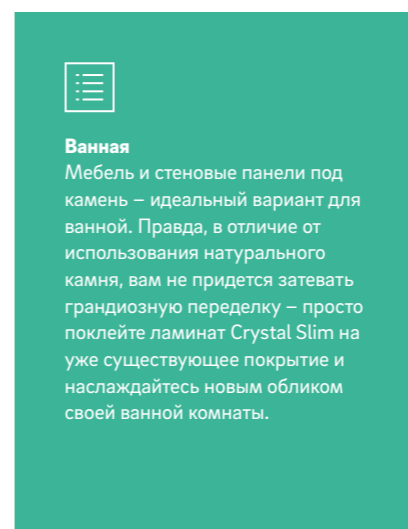 Ванная
Мебель и стеновые панели под
камень – идеальный вариант для
ванной. Правда, в отличие от
использования натурального
камня, вам не придется затевать
грандиозную переделку – просто
поклейте ламинат Crystal Slim на
уже существующее покрытие и
наслаждайтесь новым обликом
своей ванной комнаты.